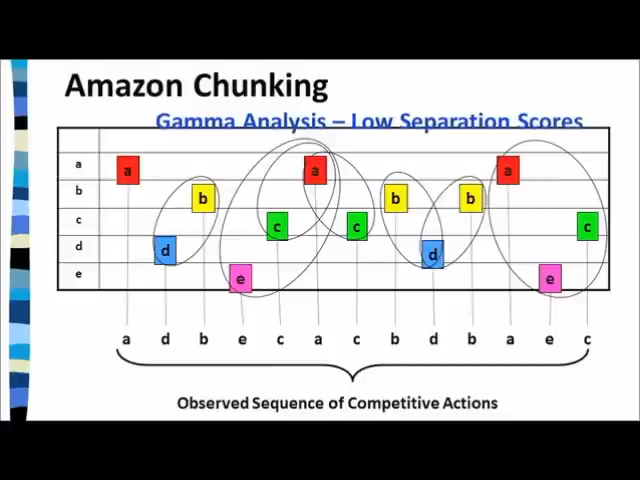 Amazon Chunking
Gamma Analysis – Low Separation Scores
a a a a
b b b b b
c c c c
d d d
e e e
a d b e c a c b d b a e c
Observed Sequence of Competitive Actions